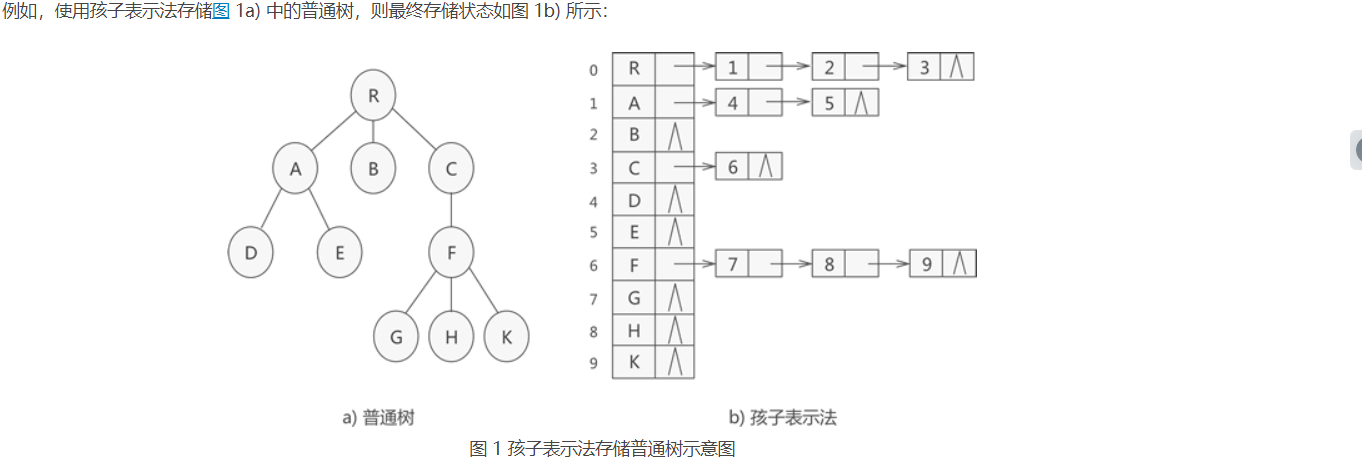 例如，使用孩子表示法存储图 1a) 中的普通树，则最终存储状态如图 1b) 所示：
R
A B C
D E F
G H K
0 R 1 2 3 ∧
1 A 4 5 ∧
2 B ∧
3 C 6 ∧
4 D ∧
5 E ∧
6 F 7 8 9 ∧
7 G ∧
8 H ∧
9 K ∧
a) 普通树
b) 孩子表示法
图 1 孩子表示法存储普通树示意图